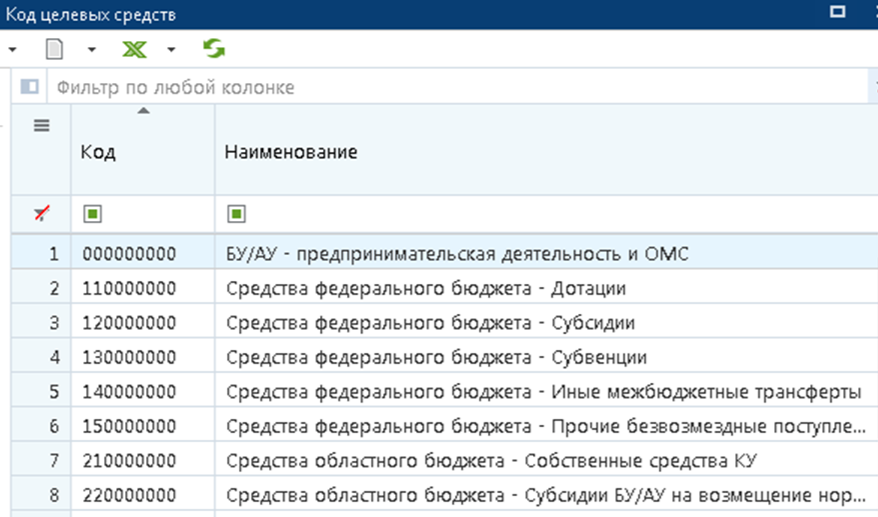 Код целевых средств
Фильтр по любой колонке
Код Наименование
1 000000000 БУ/АУ - предпринимательская деятельность и ОМС
2 110000000 Средства федерального бюджета - Дотации
3 120000000 Средства федерального бюджета - Субсидии
4 130000000 Средства федерального бюджета - Субвенции
5 140000000 Средства федерального бюджета - Иные межбюджетные трансферты
6 150000000 Средства федерального бюджета - Прочие безвозмездные поступле...
7 210000000 Средства областного бюджета - Собственные средства КУ
8 220000000 Средства областного бюджета - Субсидии БУ/АУ на возмещение нор...